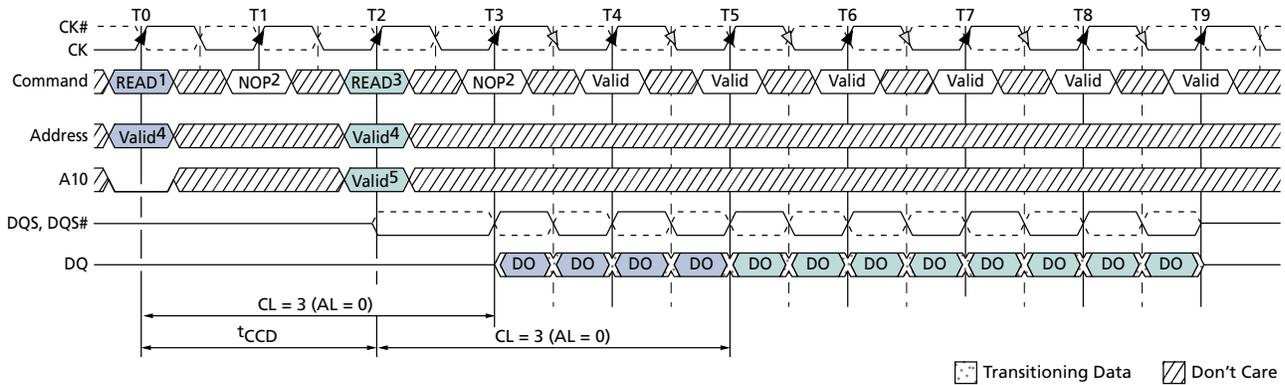 T0 T1 T2 T3 T4 T5 T6 T7 T8 T9
CK#
CK
Command READ1 NOP2 READ3 NOP2 Valid Valid Valid Valid Valid Valid
Address Valid4 Valid4
A10 Valid5
DQS, DQS#
DQ DO DO DO DO DO DO DO DO DO DO DO DO
CL = 3 (AL = 0)
tCCD CL = 3 (AL = 0)
Transitioning Data Don't Care